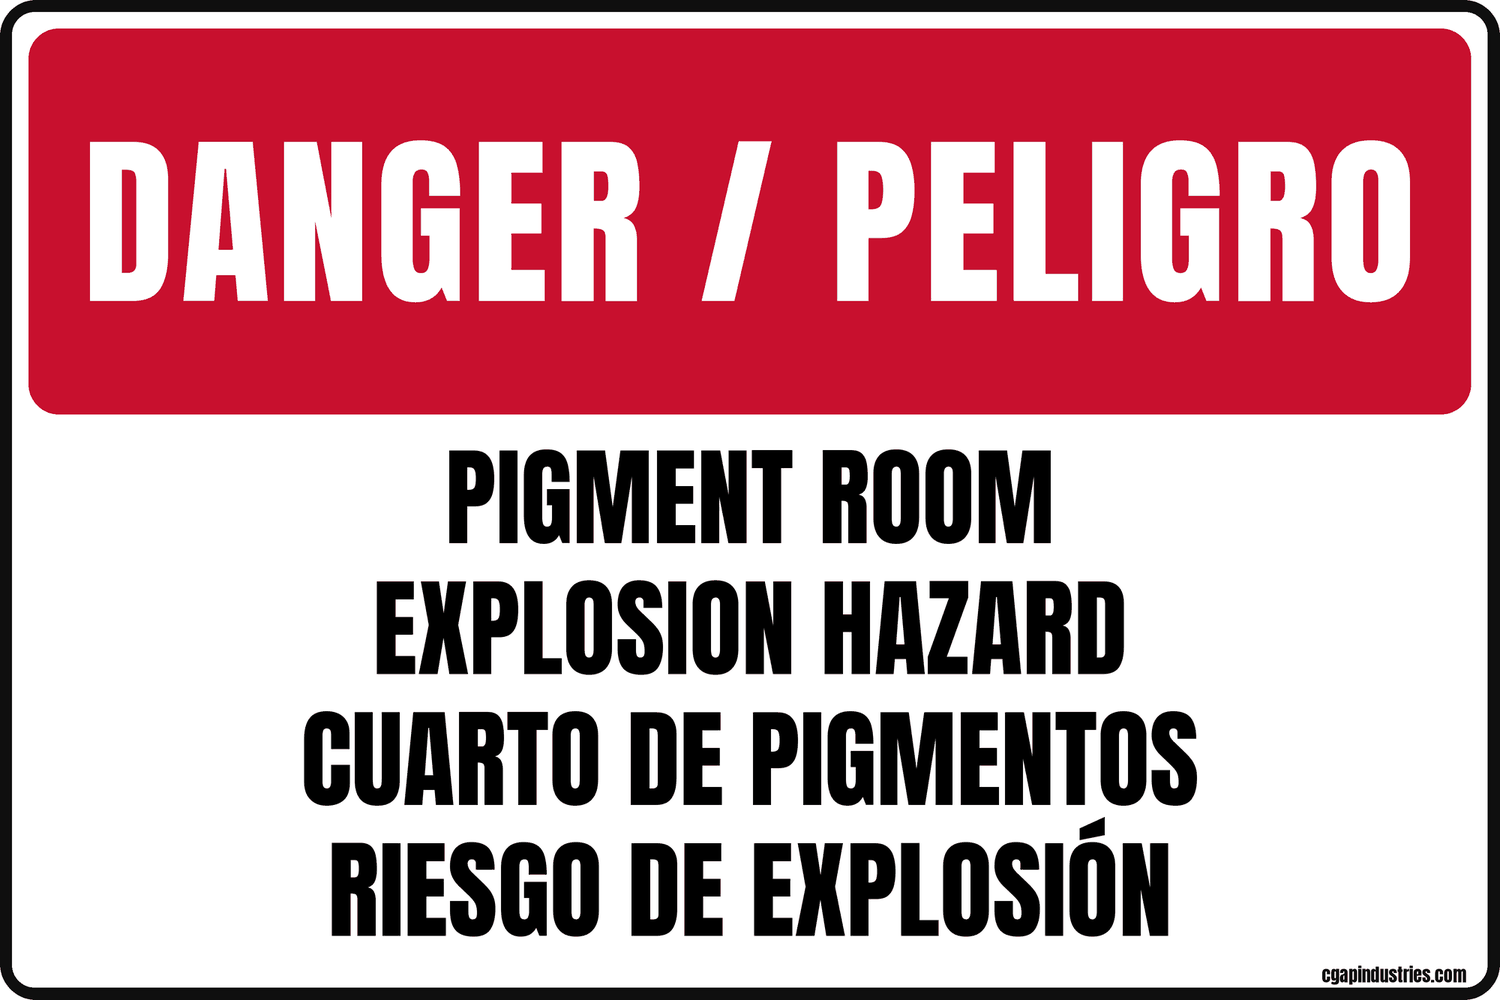 DANGER / PELIGRO
PIGMENT ROOM
EXPLOSION HAZARD
CUARTO DE PIGMENTOS
RIESGO DE EXPLOSIÓN
cgapindustries.com